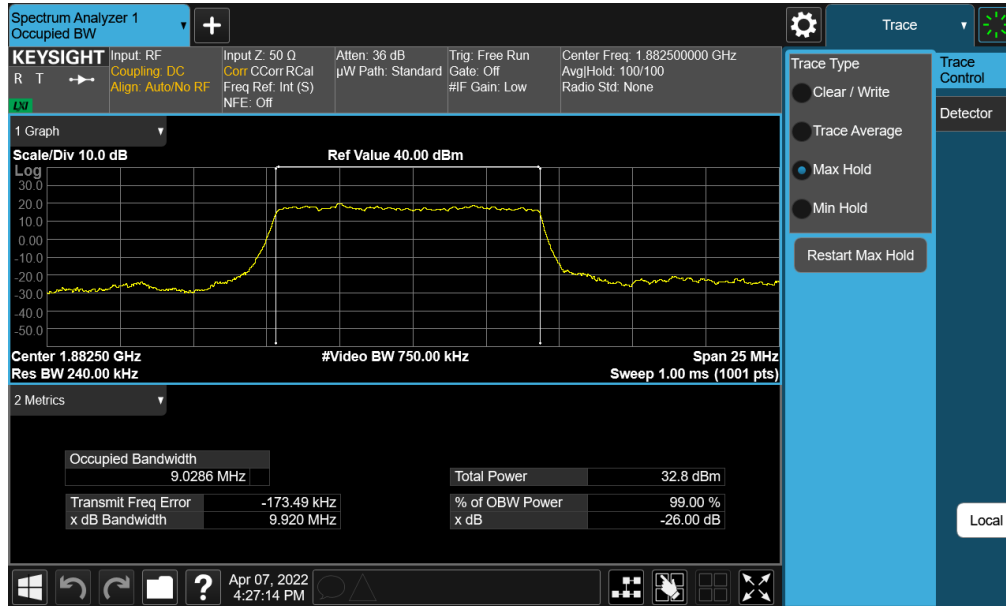 Spectrum Analyzer 1
Occupied BW
Trace
KEYSIGHT
R T
LXI
Input: RF
Coupling: DC
Align: Auto/No RF
Input Z: 50 Ω
Corr CCorr RCal
Freq Ref: Int (S)
NFE: Off
Atten: 36 dB
µW Path: Standard
Trig: Free Run
Gate: Off
#IF Gain: Low
Center Freq: 1.882500000 GHz
Avg|Hold: 100/100
Radio Std: None
Trace Type
Clear / Write
Trace Average
Max Hold
Min Hold
Restart Max Hold
Trace
Control
Detector
Local
1 Graph
Scale/Div 10.0 dB
Ref Value 40.00 dBm
Log
30.0
20.0
10.0
0.00
-10.0
-20.0
-30.0
-40.0
-50.0
Center 1.88250 GHz
#Video BW 750.00 kHz
Span 25 MHz
Res BW 240.00 kHz
Sweep 1.00 ms (1001 pts)
2 Metrics
Occupied Bandwidth
9.0286 MHz
Total Power 32.8 dBm
Transmit Freq Error -173.49 kHz
% of OBW Power 99.00 %
x dB Bandwidth 9.920 MHz
x dB -26.00 dB
?
Apr 07, 2022
4:27:14 PM